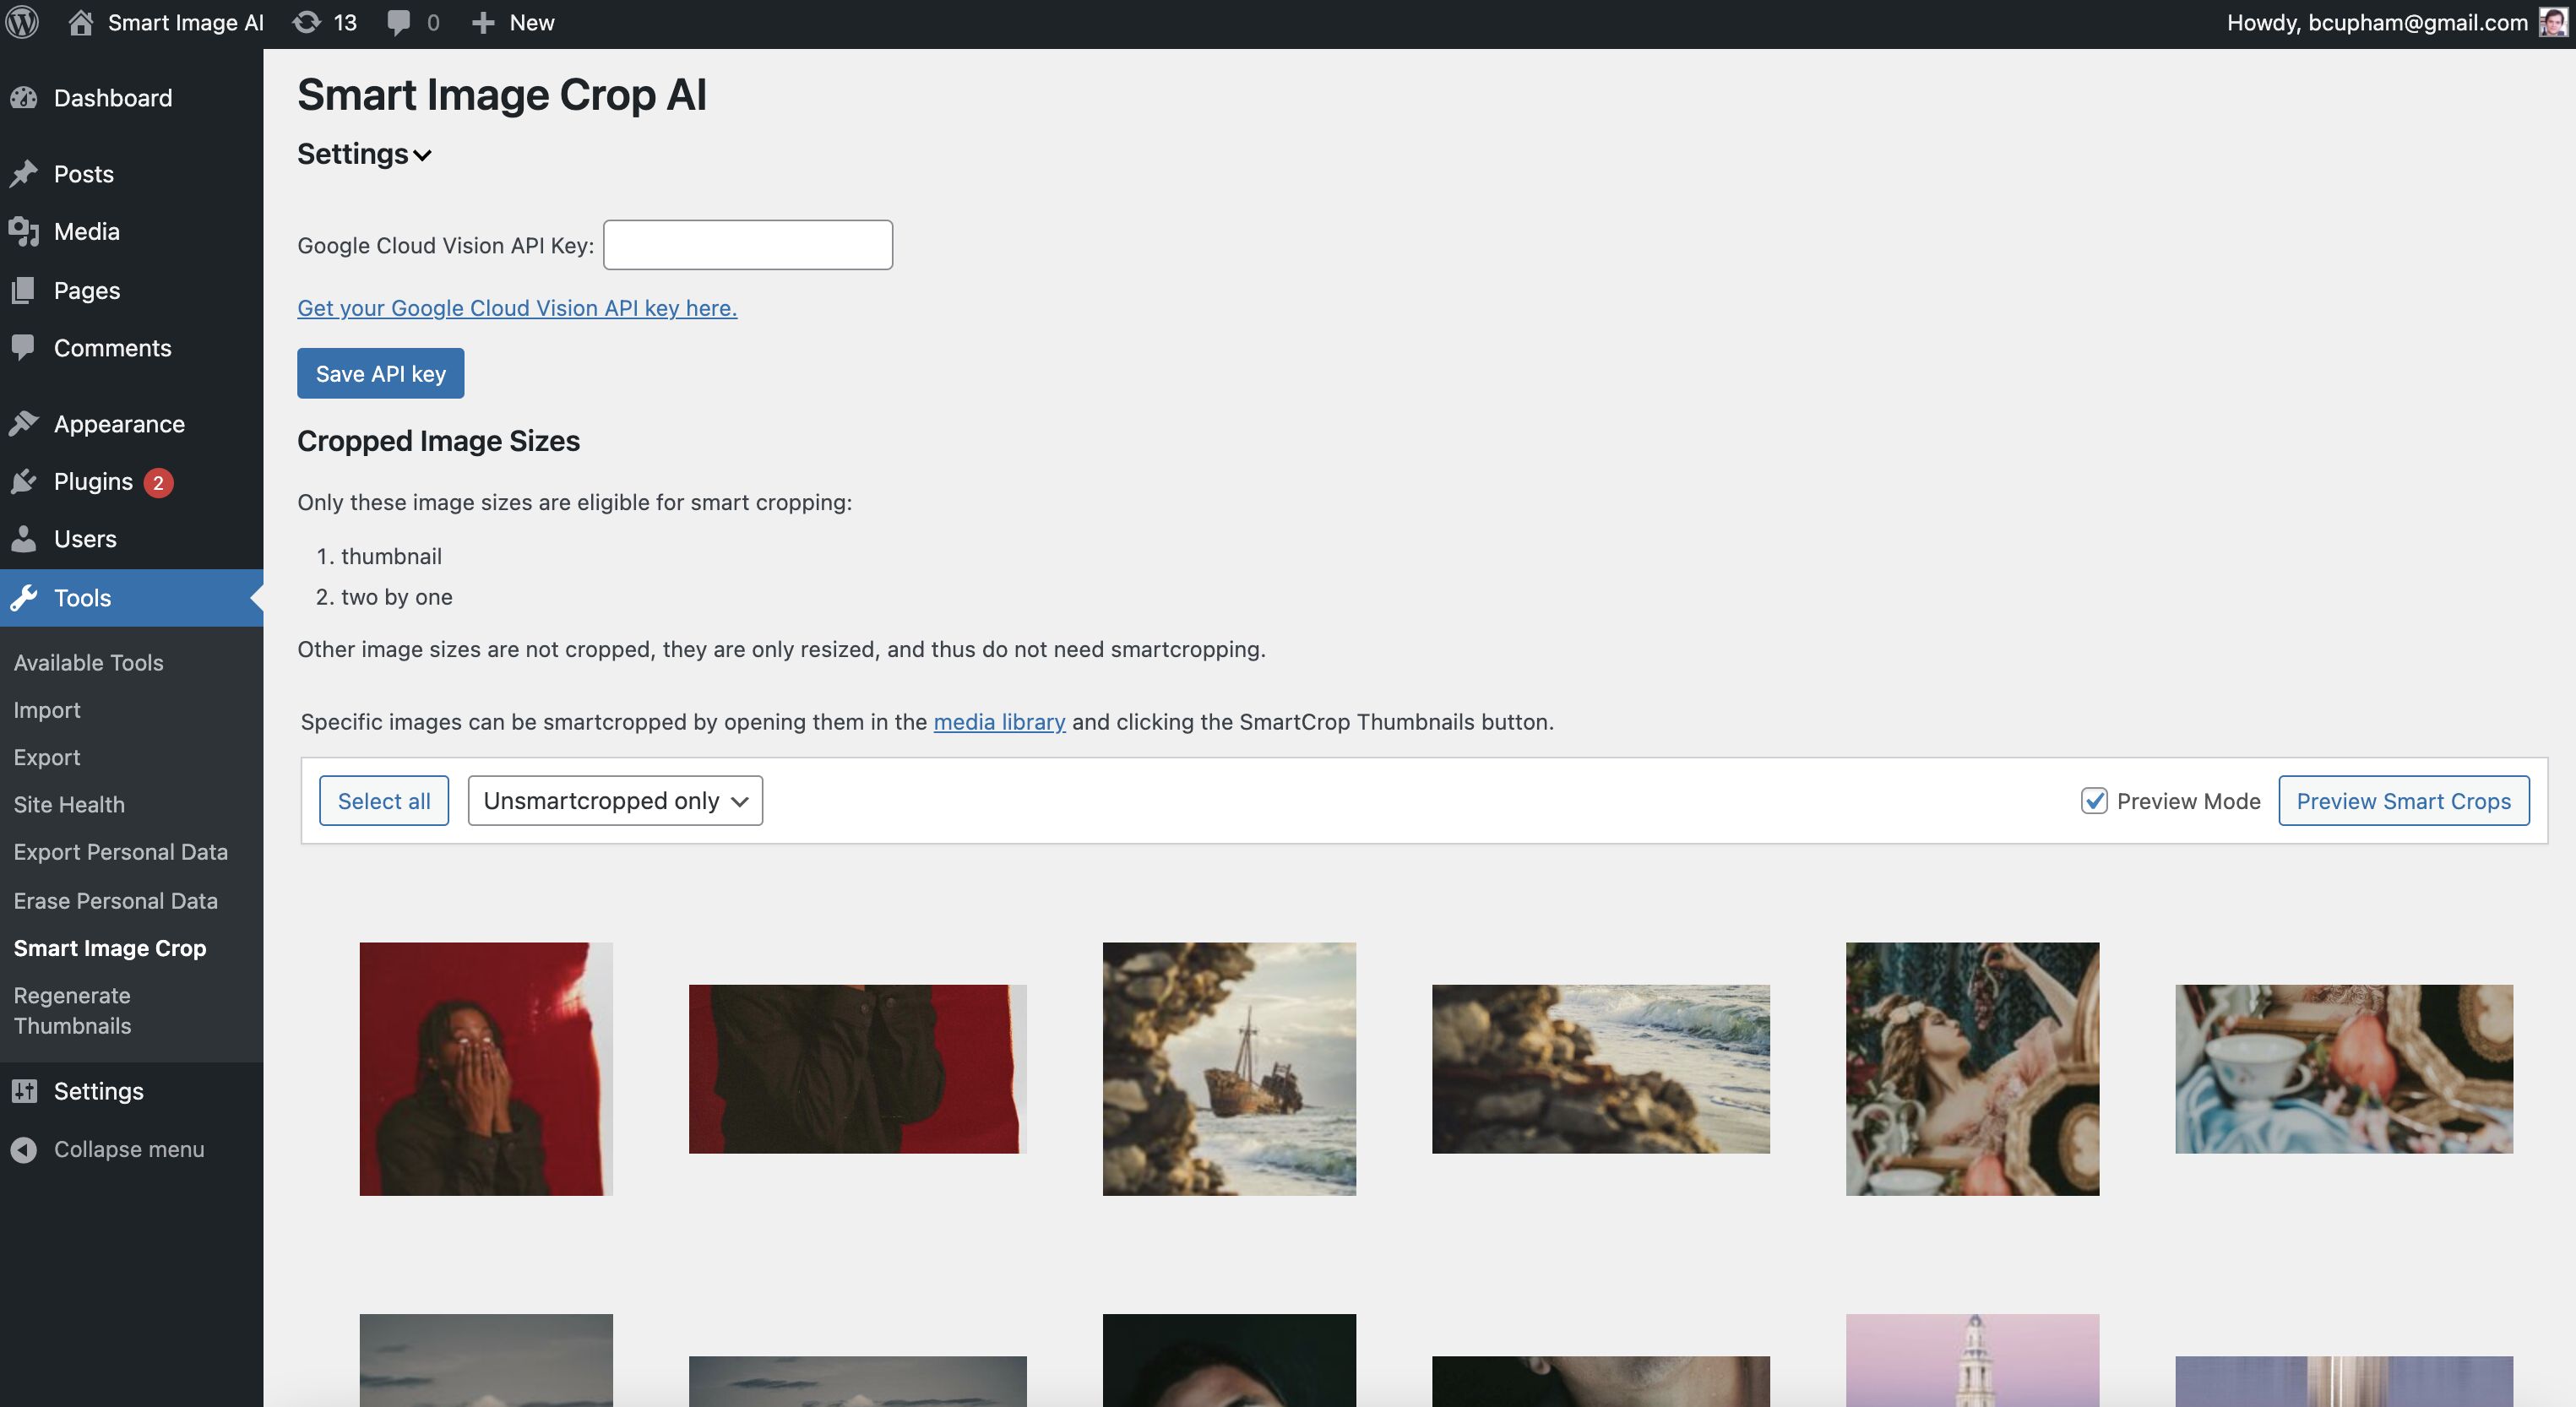 Smart Image AI 13 0 New Howdy, bcupham@gmail.com
Dashboard
Posts
Media
Pages
Comments
Appearance
Plugins 2
Users
Tools
Available Tools
Import
Export
Site Health
Export Personal Data
Erase Personal Data
Smart Image Crop
Regenerate
Thumbnails
Settings
Collapse menu
Smart Image Crop AI
Settings
Google Cloud Vision API Key:
Get your Google Cloud Vision API key here.
Save API key
Cropped Image Sizes
Only these image sizes are eligible for smart cropping:
1. thumbnail
2. two by one
Other image sizes are not cropped, they are only resized, and thus do not need smartcropping.
Specific images can be smartcropped by opening them in the media library and clicking the SmartCrop Thumbnails button.
Select all Unsmartcropped only Preview Mode Preview Smart Crops